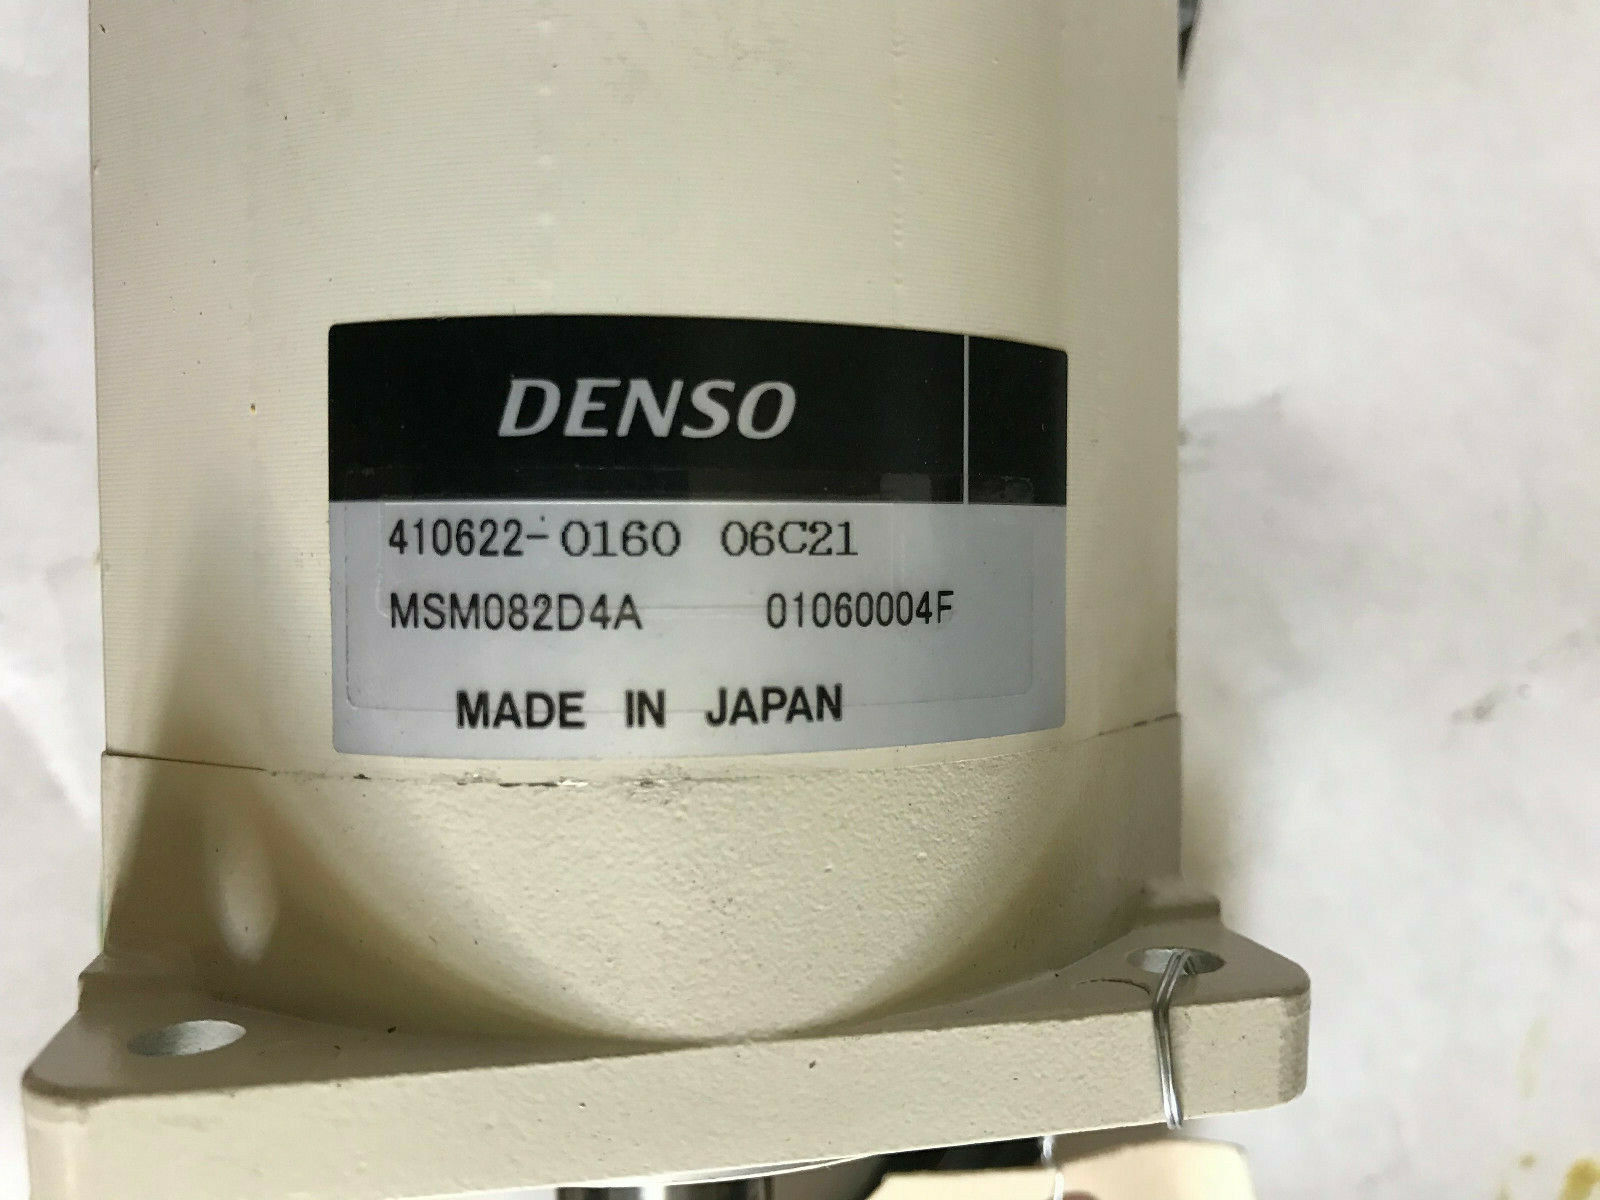 DENSO
410622-0160 06C21
MSM082D4A 01060004F
MADE IN JAPAN